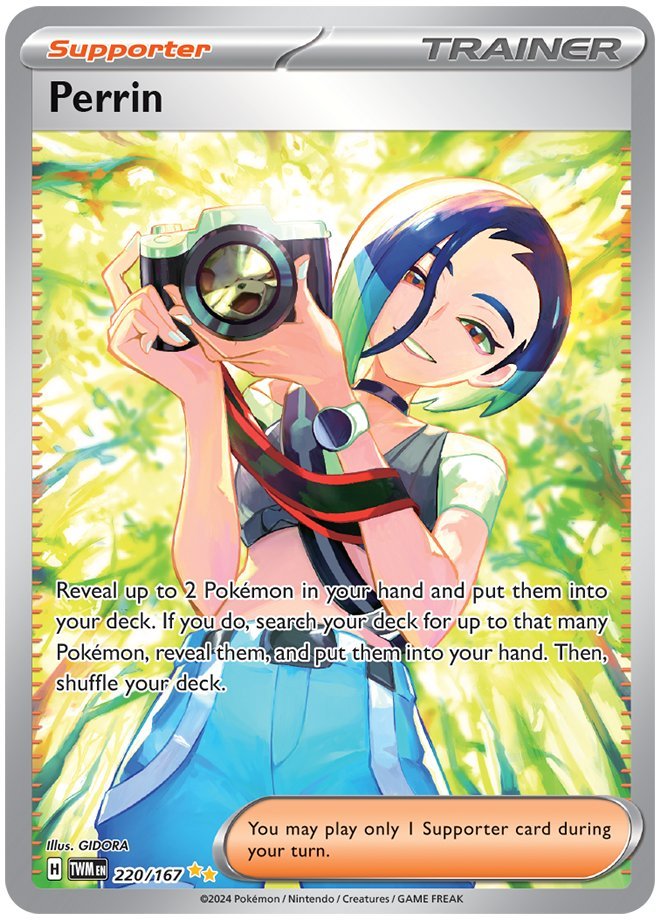 Supporter
TRAINER
Perrin
Reveal up to 2 Pokémon in your hand and put them into
your deck. If you do, search your deck for up to that many
Pokémon, reveal them, and put them into your hand. Then,
shuffle your deck.
You may play only 1 Supporter card during
your turn.
Illus. GIDORA
H TWM EN 220/167
©2024 Pokémon / Nintendo / Creatures / GAME FREAK